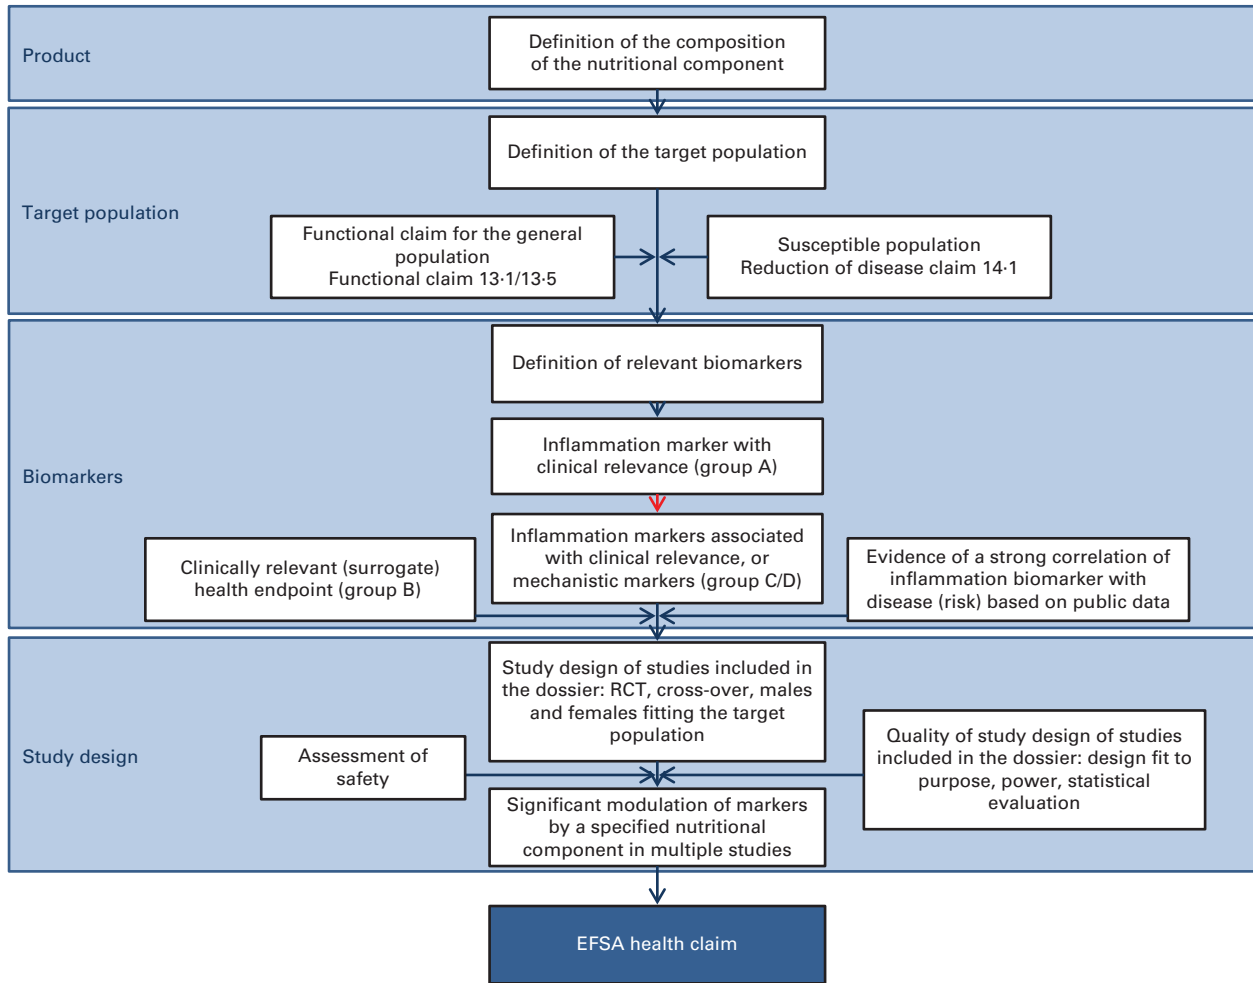 Product
Definition of the composition
of the nutritional component
Definition of the target population
Target population
Functional claim for the general
population
Functional claim 13·1/13·5
Susceptible population
Reduction of disease claim 14·1
Definition of relevant biomarkers
Inflammation marker with
clinical relevance (group A)
Biomarkers
Inflammation markers associated
with clinical relevance, or
mechanistic markers (group C/D)
Clinically relevant (surrogate)
health endpoint (group B)
Evidence of a strong correlation of
inflammation biomarker with
disease (risk) based on public data
Study design of studies included in
the dossier: RCT, cross-over, males
and females fitting the target
population
Study design
Assessment of
safety
Quality of study design of studies
included in the dossier: design fit to
purpose, power, statistical
evaluation
Significant modulation of markers
by a specified nutritional
component in multiple studies
EFSA health claim